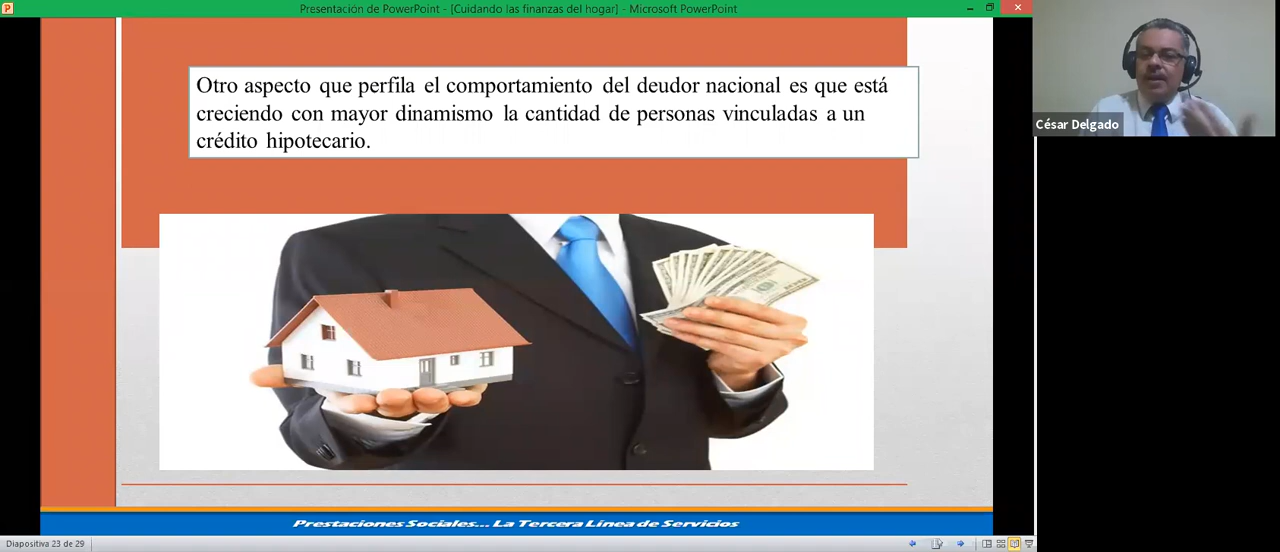 Presentación de PowerPoint - [Cuidando las finanzas del hogar] - Microsoft PowerPoint
Otro aspecto que perfila el comportamiento del deudor nacional es que está
creciendo con mayor dinamismo la cantidad de personas vinculadas a un
crédito hipotecario.
César Delgado
Prestaciones Sociales... La Tercera Línea de Servicios
Diapositiva 23 de 29